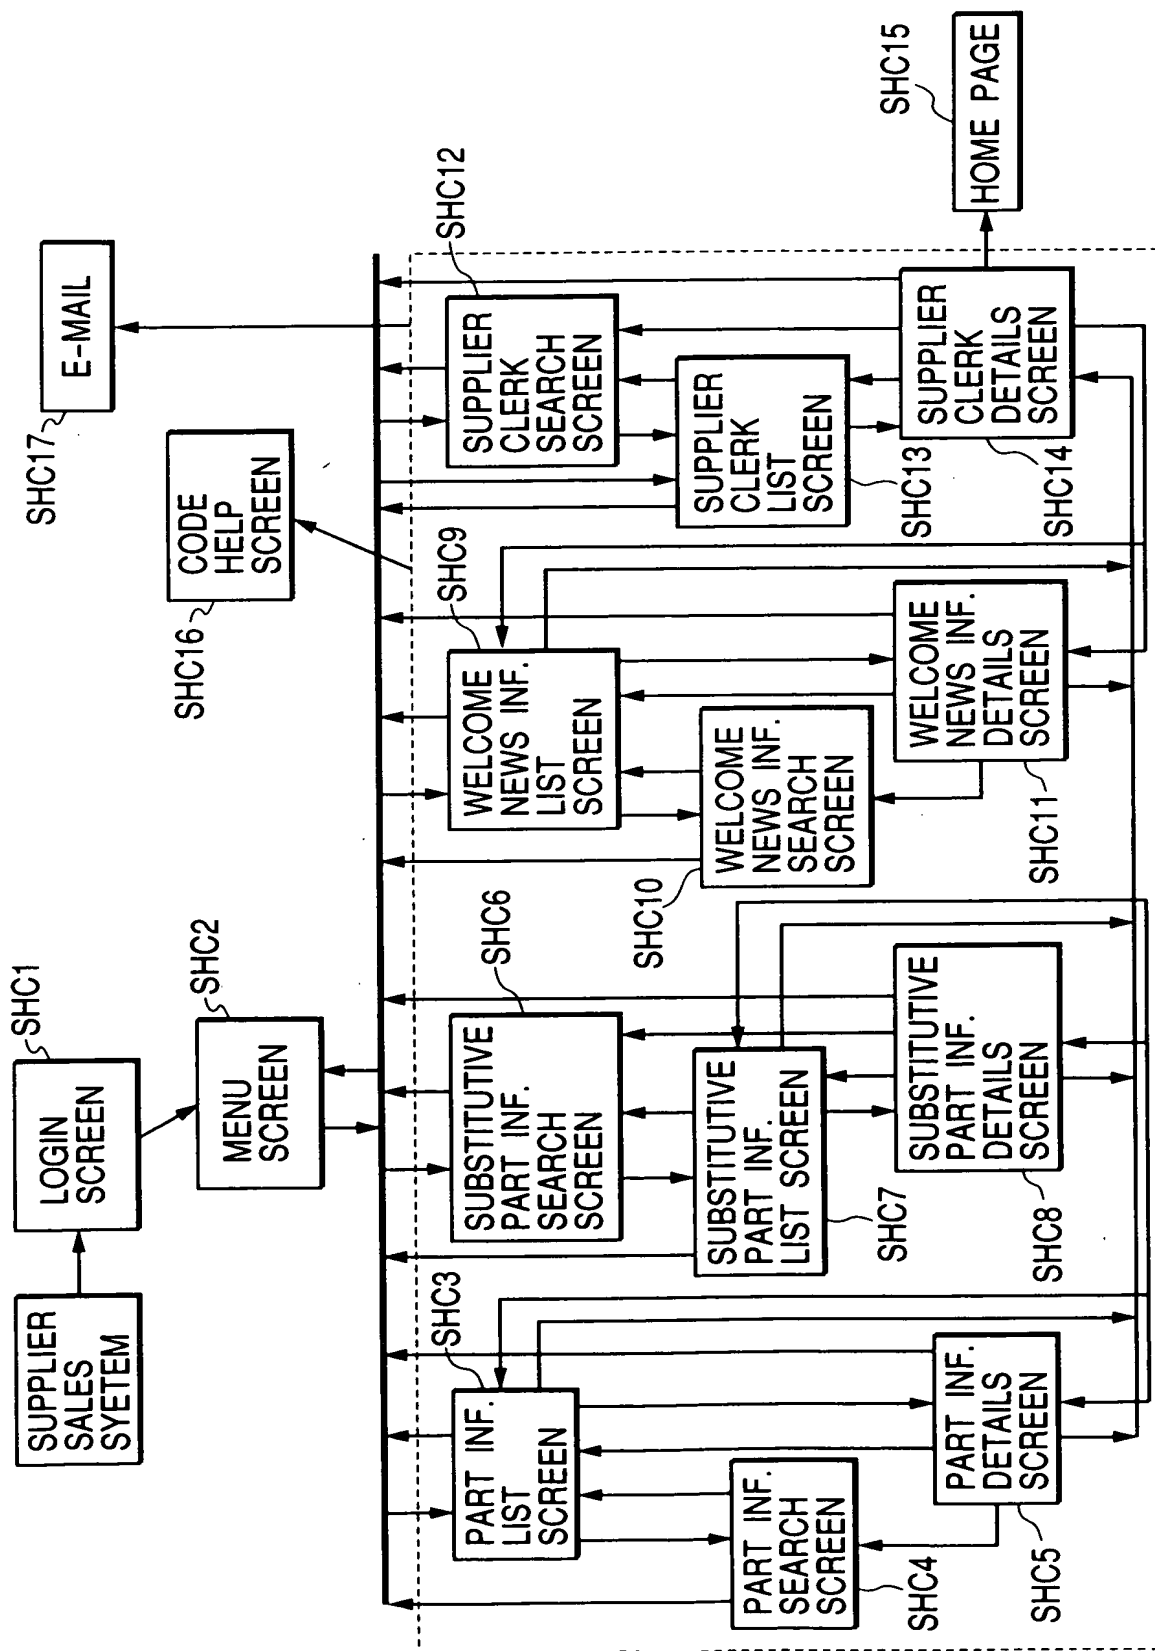 SUPPLIER
SALES
SYETEM
LOGIN
SCREEN
SHC1
MENU
SCREEN
SHC2
CODE
HELP
SCREEN
SHC16
E-MAIL
SHC17
PART INF.
LIST
SCREEN
SHC3
PART INF.
SEARCH
SCREEN
SHC4
PART INF.
DETAILS
SCREEN
SHC5
SUBSTITUTIVE
PART INF.
SEARCH
SCREEN
SHC6
SUBSTITUTIVE
PART INF.
LIST SCREEN
SHC7
SUBSTITUTIVE
PART INF.
DETAILS
SCREEN
SHC8
WELCOME
NEWS INF.
LIST
SCREEN
SHC9
WELCOME
NEWS INF.
SEARCH
SCREEN
SHC10
WELCOME
NEWS INF.
DETAILS
SCREEN
SHC11
SUPPLIER
CLERK
SEARCH
SCREEN
SHC12
SUPPLIER
CLERK
LIST
SCREEN
SHC13
SUPPLIER
CLERK
DETAILS
SCREEN
SHC14
HOME PAGE
SHC15